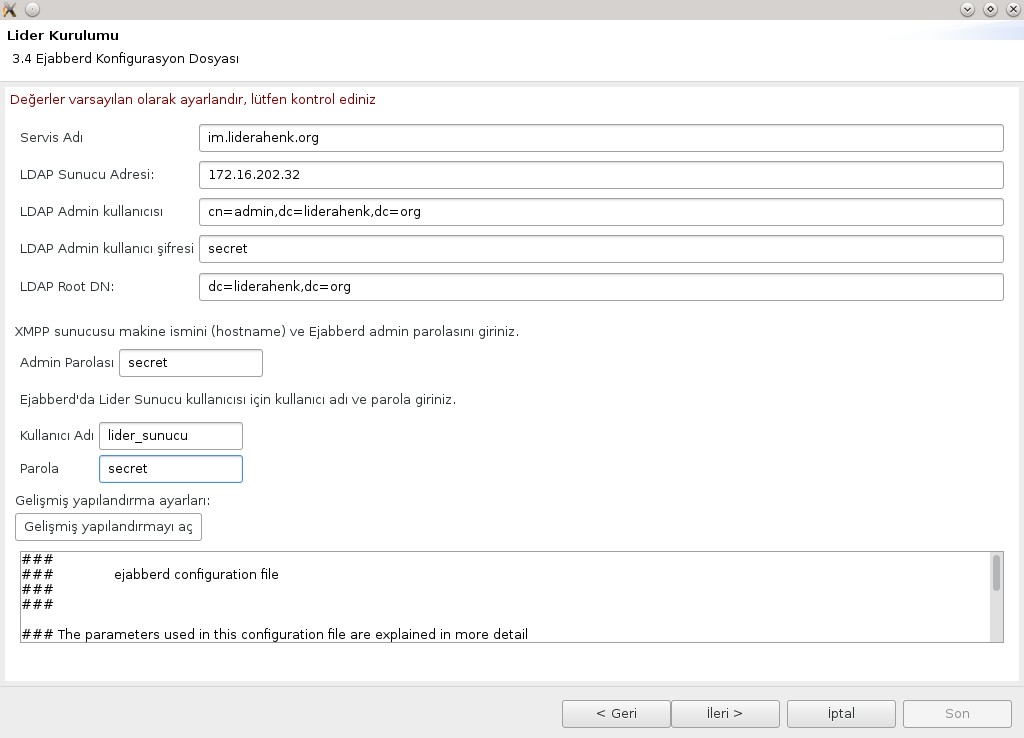 Lider Kurulumu
3.4 Ejabberd Konfigurasyon Dosyası
Değerler varsayılan olarak ayarlandır, lütfen kontrol ediniz
Servis Adı im.liderahenk.org
LDAP Sunucu Adresi: 172.16.202.32
LDAP Admin kullanıcısı cn=admin,dc=liderahenk,dc=org
LDAP Admin kullanıcı şifresi secret
LDAP Root DN: dc=liderahenk,dc=org
XMPP sunucusu makine ismini (hostname) ve Ejabberd admin parolasını giriniz.
Admin Parolası secret
Ejabberd'da Lider Sunucu kullanıcısı için kullanıcı adı ve parola giriniz.
Kullanıcı Adı lider_sunucu
Parola secret
Gelişmiş yapılandırma ayarları:
Gelişmiş yapılandırmayı aç
###
### ejabberd configuration file
###
###
### The parameters used in this configuration file are explained in more detail
< Geri İleri > İptal Son